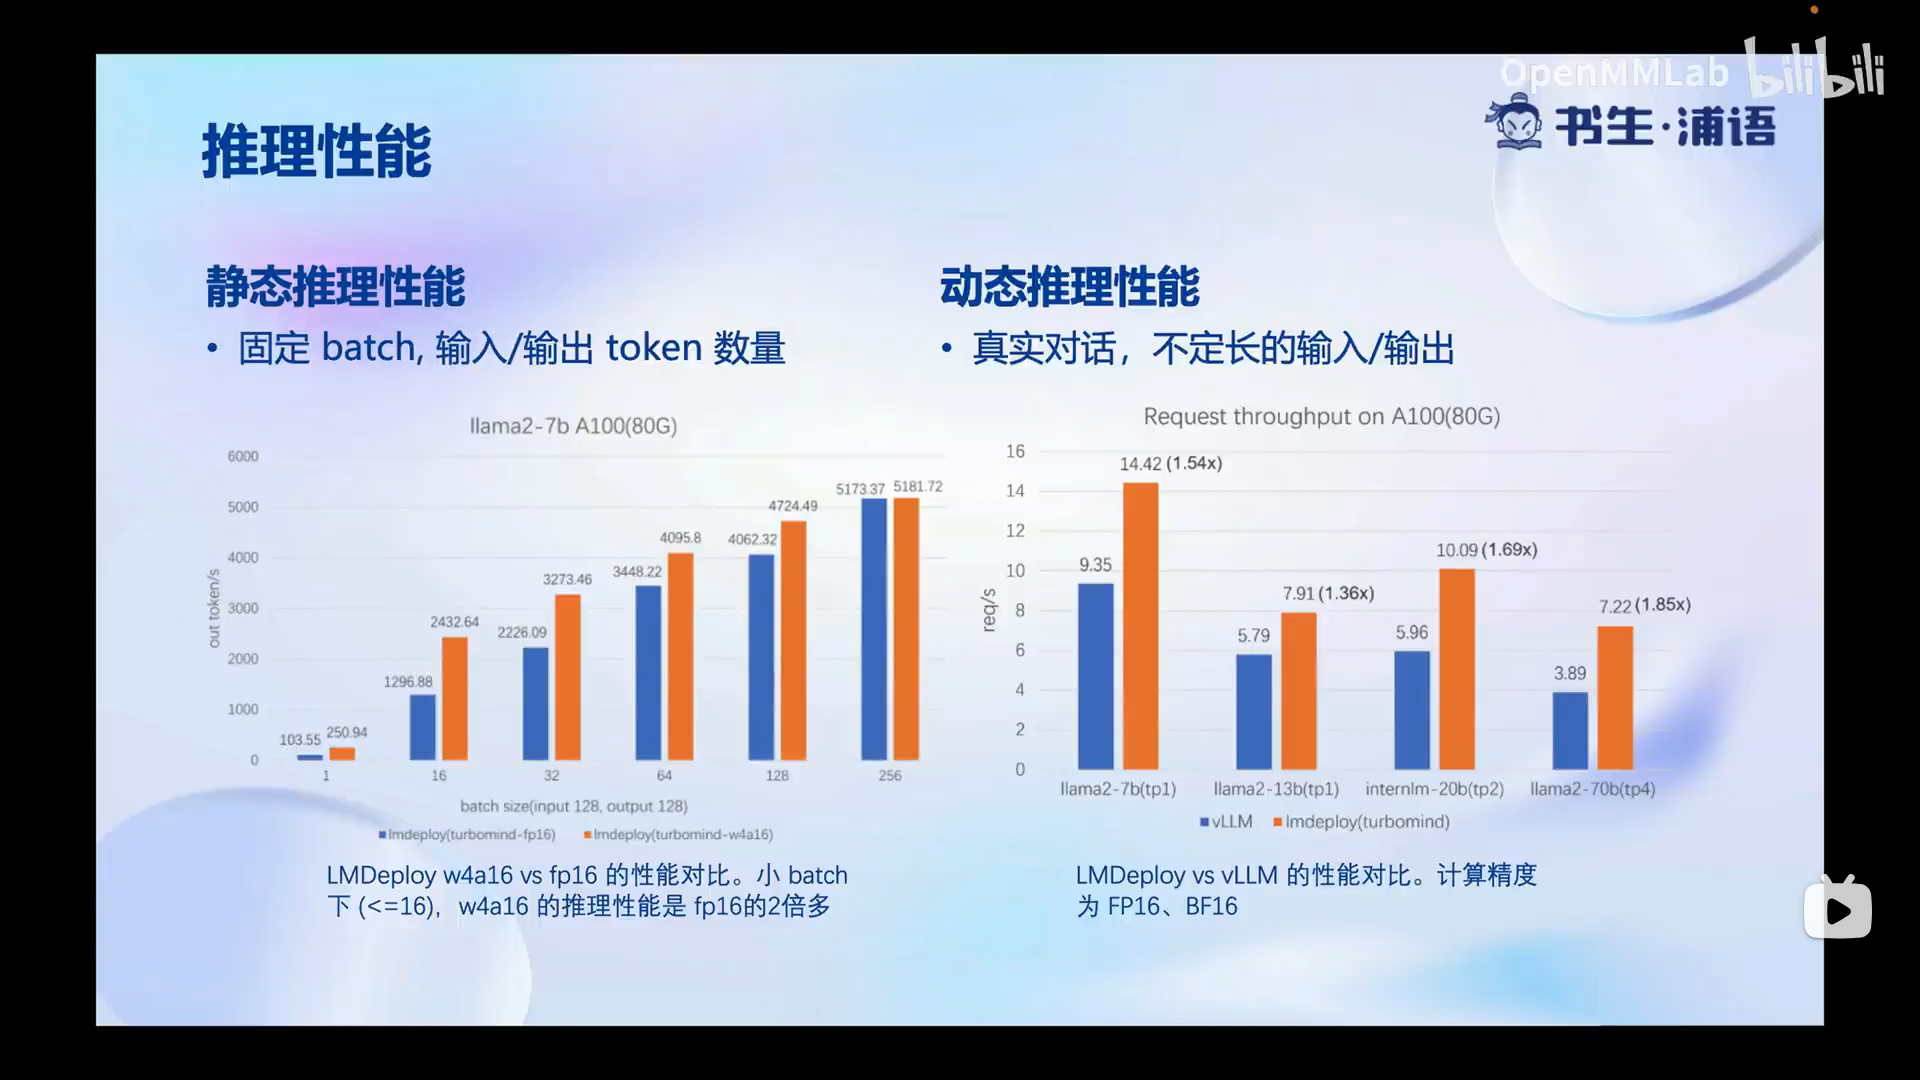 OpenMMLab bilibili
书生·浦语
推理性能
静态推理性能
• 固定 batch, 输入/输出 token 数量
llama2-7b A100(80G)
out token/s
6000
5000
4000
3000
2000
1000
0
103.55 250.94
1296.88 2432.64
2226.09 3273.46
3448.22 4095.8
4062.32 4724.49
5173.37 5181.72
1 16 32 64 128 256
batch size(input 128, output 128)
lmdeploy(turbomind-fp16) lmdeploy(turbomind-w4a16)
LMDeploy w4a16 vs fp16 的性能对比。小 batch
下 (<=16)，w4a16 的推理性能是 fp16的2倍多
动态推理性能
• 真实对话，不定长的输入/输出
Request throughput on A100(80G)
req/s
16
14
12
10
8
6
4
2
0
9.35 14.42 (1.54x)
5.79 7.91 (1.36x)
5.96 10.09 (1.69x)
3.89 7.22 (1.85x)
llama2-7b(tp1) llama2-13b(tp1) internlm-20b(tp2) llama2-70b(tp4)
vLLM lmdeploy(turbomind)
LMDeploy vs vLLM 的性能对比。计算精度
为 FP16、BF16